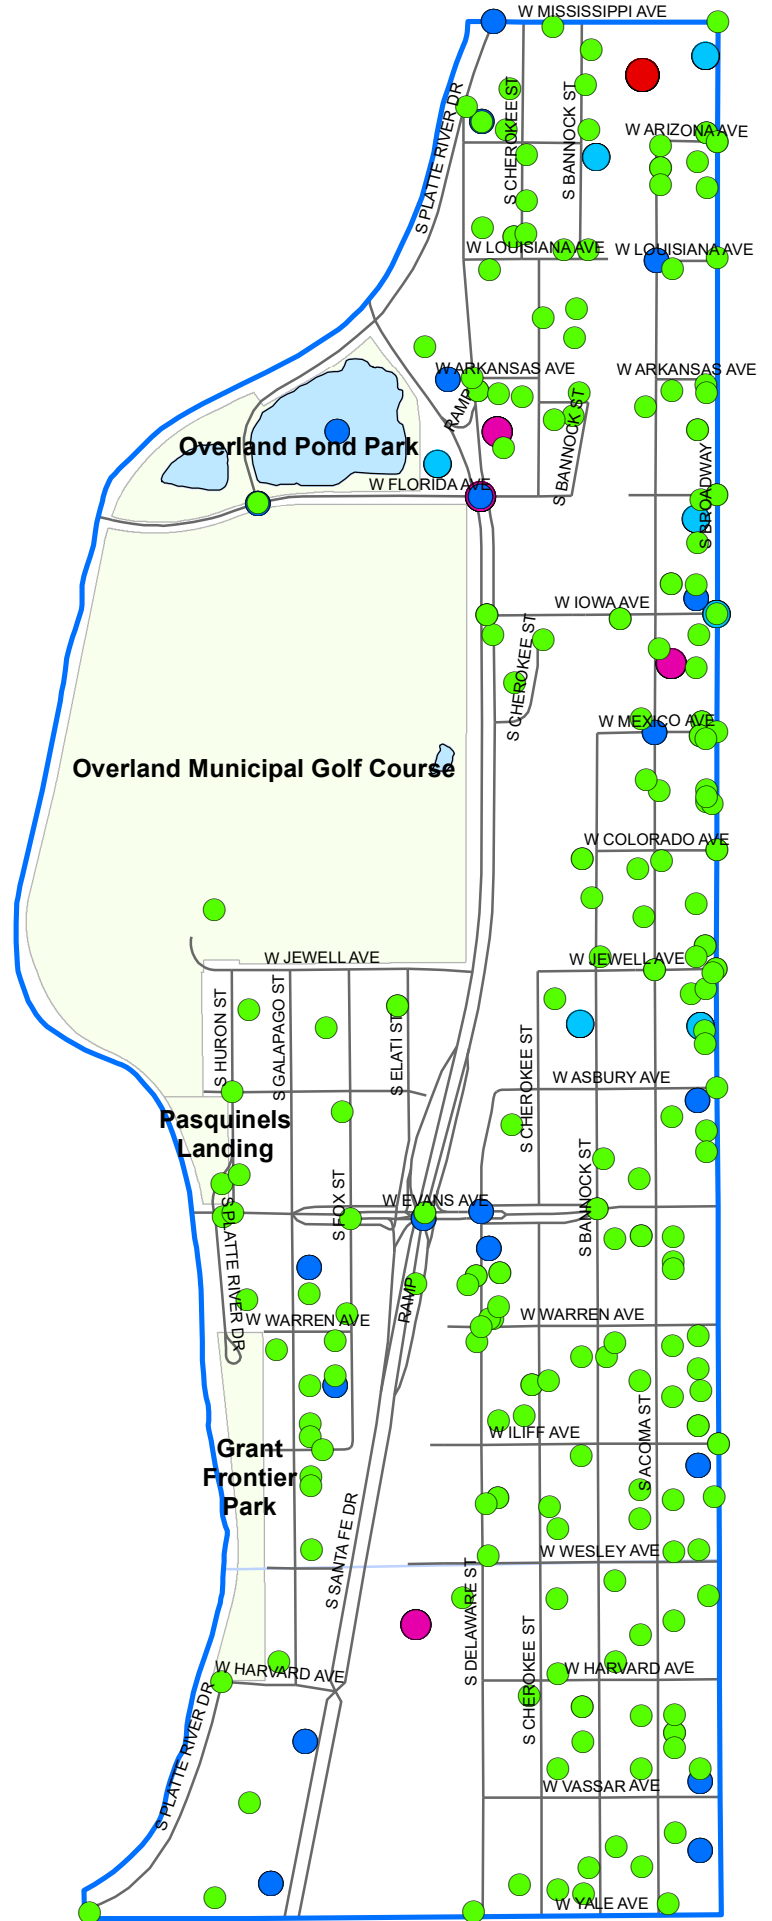 W MISSISSIPPI AVE
S PLATTE RIVER DR
S CHEROKEE ST
S BANNOCK ST
W ARIZONA AVE
W LOUISIANA AVE
W LOUISIANA AVE
W ARKANSAS AVE
W ARKANSAS AVE
RAMP
S BANNOCK ST
Overland Pond Park
W FLORIDA AVE
S BROADWAY
W IOWA AVE
S CHEROKEE ST
W MEXICO AVE
Overland Municipal Golf Course
W COLORADO AVE
W JEWELL AVE
W JEWELL AVE
S HURON ST
S GALAPAGO ST
S ELATI ST
S CHEROKEE ST
W ASBURY AVE
Pasquinels
Landing
S FOX ST
W EVANS AVE
S BANNOCK ST
S PLATTE RIVER DR
RAMP
W WARREN AVE
W WARREN AVE
S ACOMA ST
W ILIFF AVE
Grant
Frontier
Park
S SANTA FE DR
W WESLEY AVE
S DELAWARE ST
S CHEROKEE ST
W HARVARD AVE
W HARVARD AVE
S PLATTE RIVER DR
W VASSAR AVE
W YALE AVE